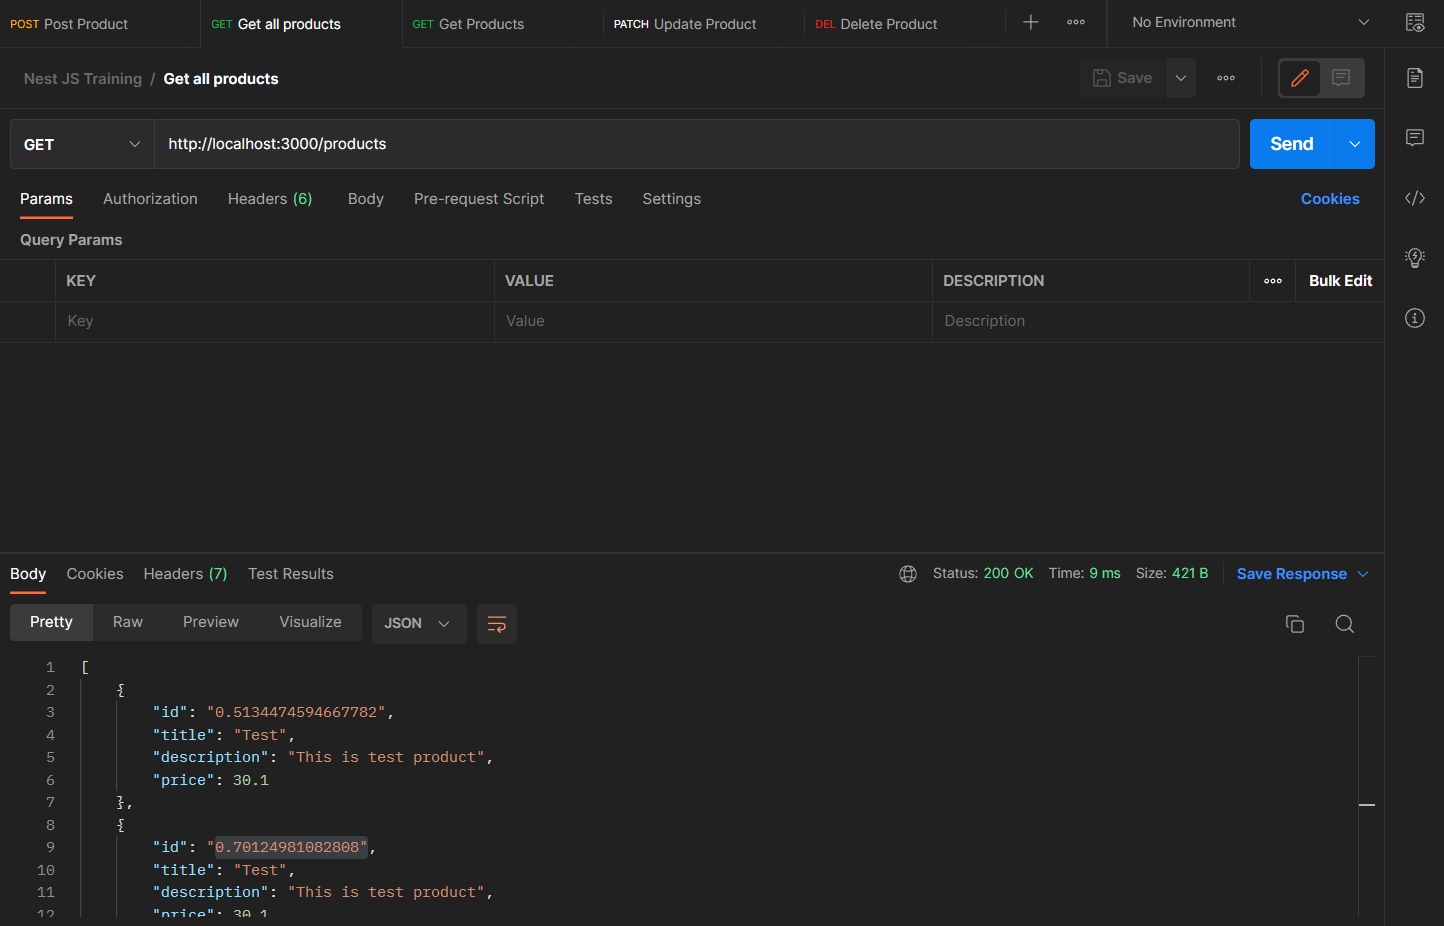 POST Post Product GET Get all products GET Get Products PATCH Update Product DEL Delete Product No Environment
Nest JS Training / Get all products Save
GET http://localhost:3000/products Send
Params Authorization Headers (6) Body Pre-request Script Tests Settings Cookies
Query Params
KEY VALUE DESCRIPTION Bulk Edit
Key Value Description
Body Cookies Headers (7) Test Results Status: 200 OK Time: 9 ms Size: 421 B Save Response
Pretty Raw Preview Visualize JSON
1 [
2 {
3 "id": "0.5134474594667782",
4 "title": "Test",
5 "description": "This is test product",
6 "price": 30.1
7 },
8 {
9 "id": "0.70124981082808",
10 "title": "Test",
11 "description": "This is test product",
12 "price": 30.1